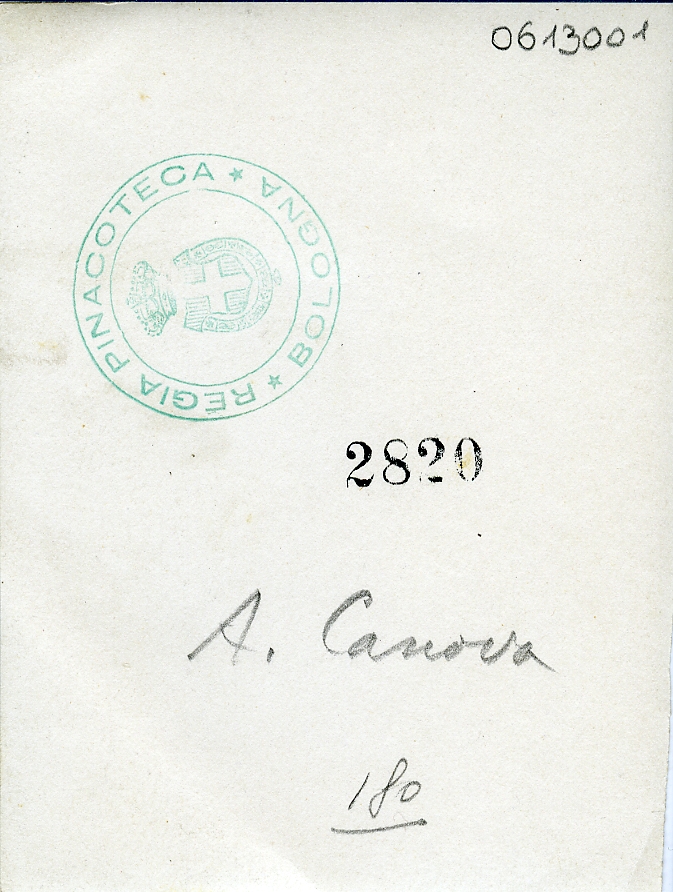 0613001
REGIA PINACOTECA ★ BOLOGNA ★
2820
A. Canova
180